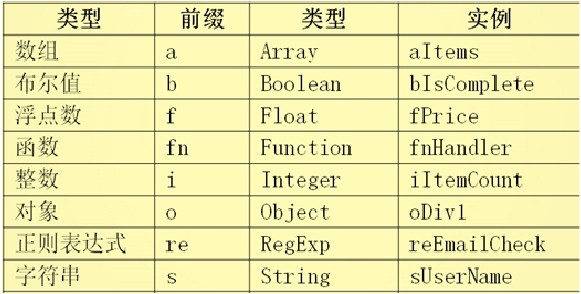 类型 前缀 类型 实例
数组 a Array aItems
布尔值 b Boolean bIsComplete
浮点数 f Float fPrice
函数 fn Function fnHandler
整数 i Integer iItemCount
对象 o Object oDiv1
正则表达式 re RegExp reEmailCheck
字符串 s String sUserName